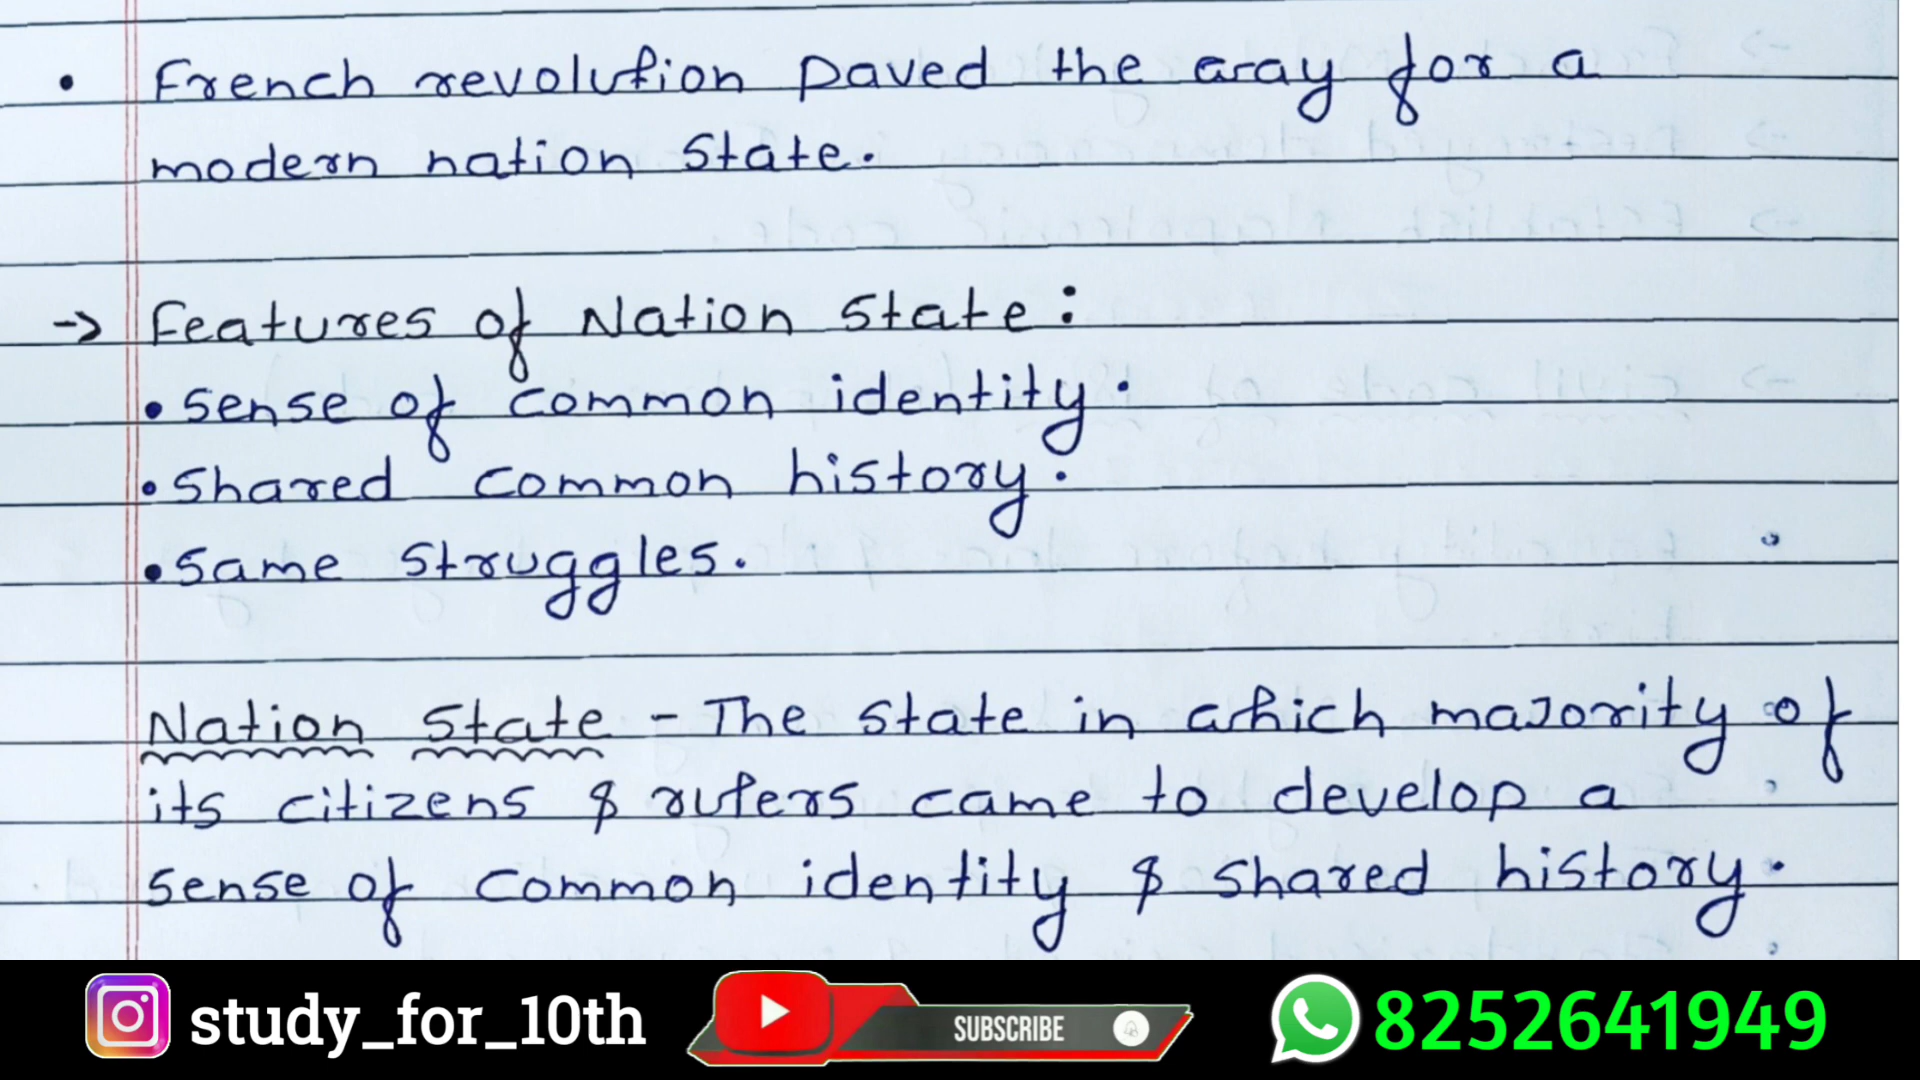 • French revolution paved the way for a
modern nation state.
→ Features of Nation state:
• sense of common identity.
• shared common history.
• same struggles.
Nation State - The state in which majority of
its citizens & rulers came to develop a
sense of common identity & shared history.
study_for_10th
SUBSCRIBE
8252641949